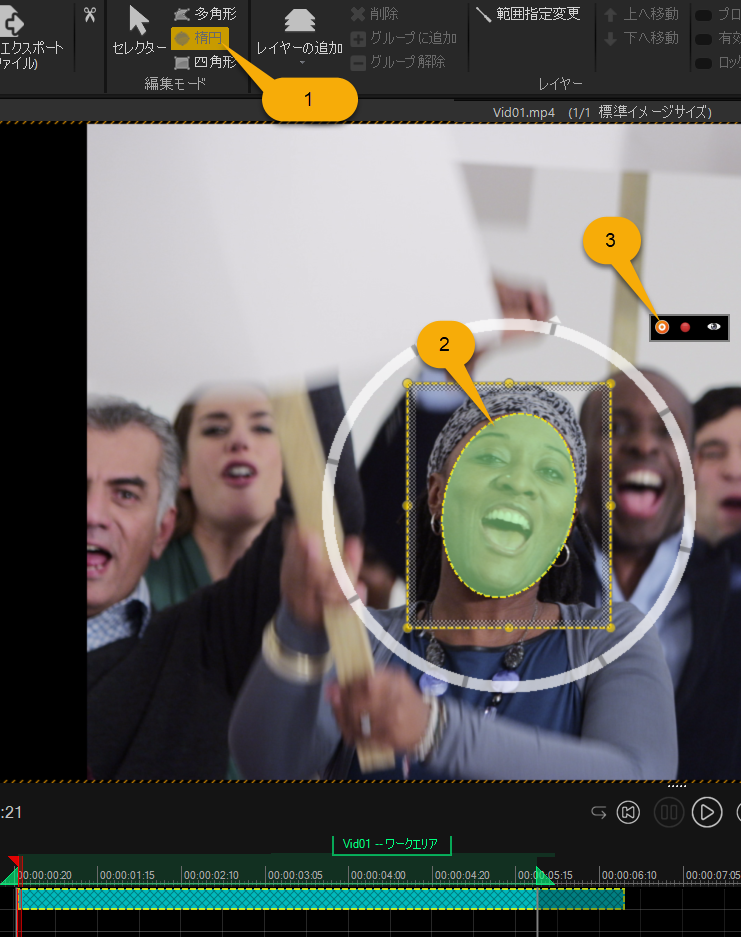 多角形
削除
範囲指定変更
上へ移動
プロ
エクスポート
セレクター
楕円
レイヤーの追加
グループに追加
下へ移動
有効
ァイル)
四角形
グループ解除
ロッ
編集モード
レイヤー
1
Vid01.mp4 (1/1 標準イメージサイズ)
3
2
:21
Vid01 --ワークエリア
00:00:00:20
00:00:01:15
00:00:02:10
00:00:03:05
00:00:04:00
00:00:04:20
00:00:05:15
00:00:06:10
00:00:07:05